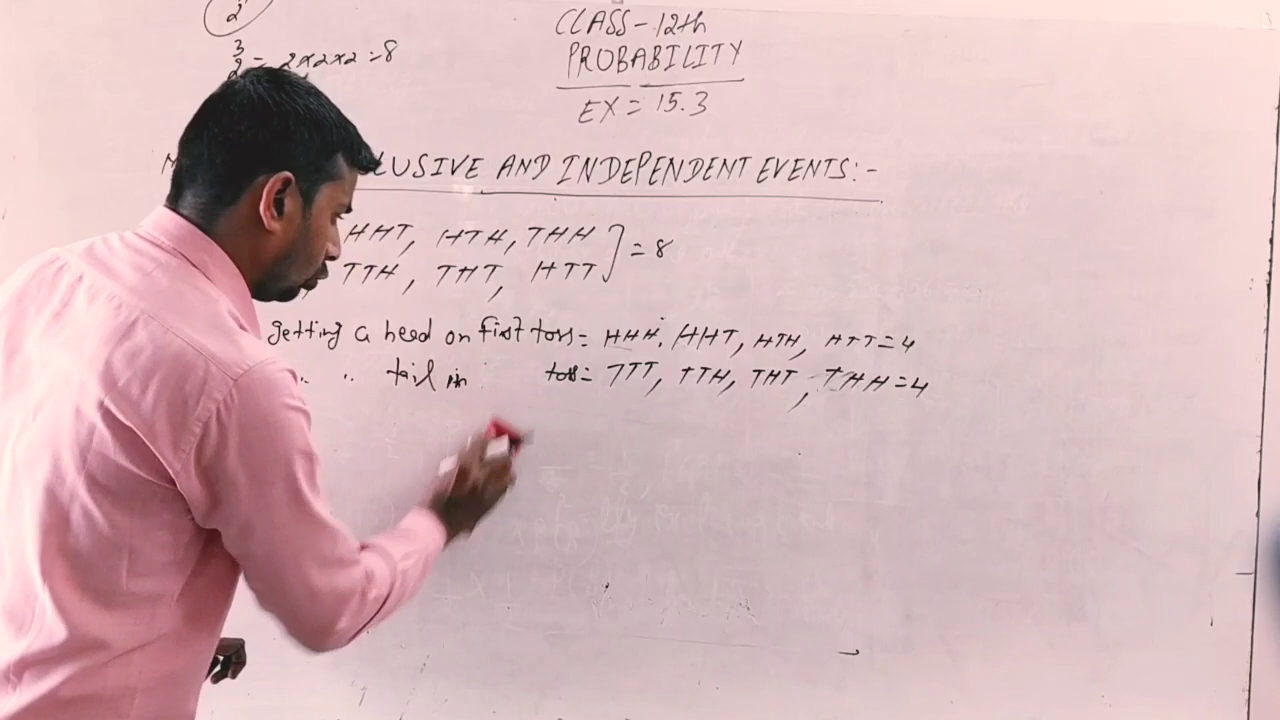 2
CLASS-12th
3
2 = 2×2×2 =8
PROBABILITY
EX = 15.3
LUSIVE AND INDEPENDENT EVENTS:-
HHT, HTH, THH
TTH, THT, HTT] = 8
getting a head on first toss= HHH, HHT, HTH, HTT=4
" " tail in toss= TTT, TTH, THT, THH=4